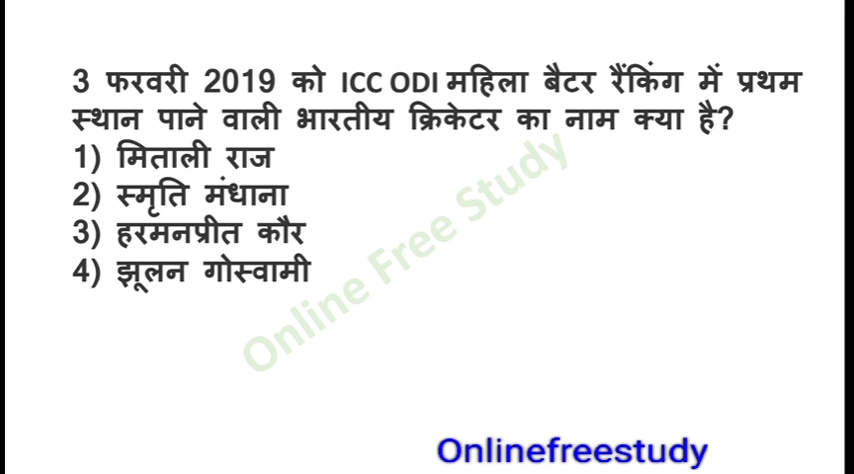 3 फरवरी 2019 को ICC ODI महिला बैटर रैंकिंग में प्रथम
स्थान पाने वाली भारतीय क्रिकेटर का नाम क्या है?
1) मिताली राज
2) स्मृति मंधाना
3) हरमनप्रीत कौर
4) झूलन गोस्वामी
Online Free Study
Onlinefreestudy